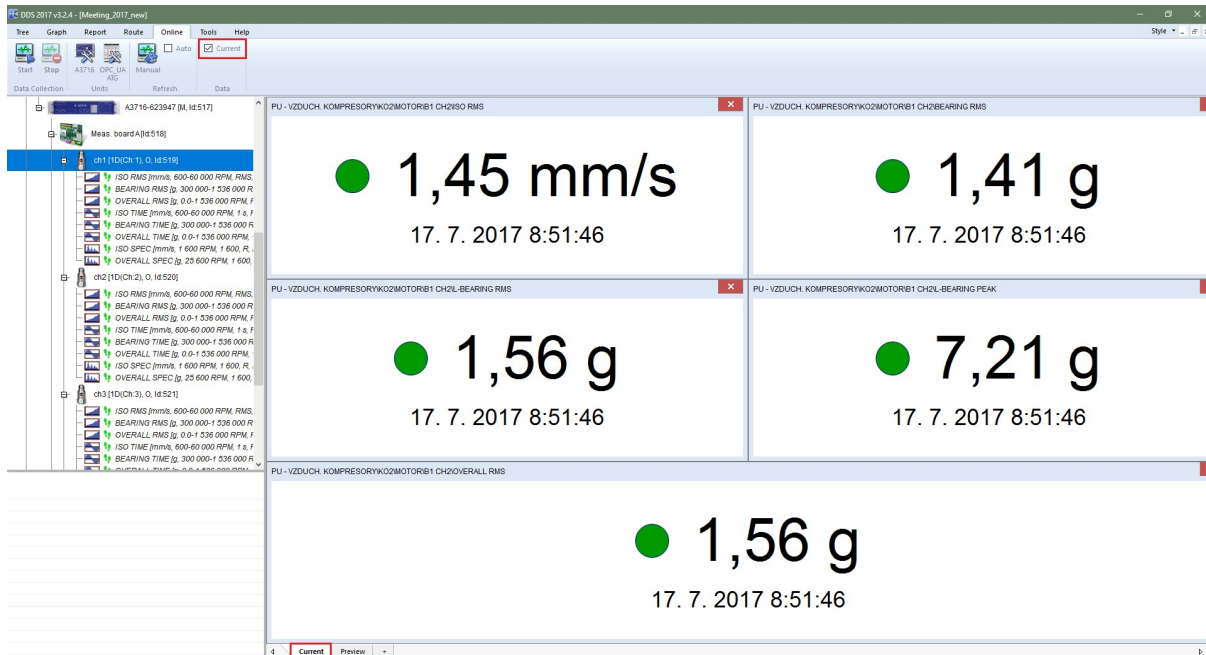 DDS 2017 v3.2.4 - [Meeting_2017_new]
Tree Graph Report Route Online Tools Help
Style
Start Stop A3716 OPC_UA ATG Manual Auto Current
Data Collection Units Refresh Data
A3716-623947 [M, Id:517]
Meas. board A[Id:518]
ch1 [1D(Ch:1), O, Id:519]
ISO RMS [mm/s, 600-60 000 RPM, RMS,
BEARING RMS [g, 300 000-1 536 000 R
OVERALL RMS [g, 0.0-1 536 000 RPM, F
ISO TIME [mm/s, 600-60 000 RPM, 1 s, F
BEARING TIME [g, 300 000-1 536 000 R
OVERALL TIME [g, 0.0-1 536 000 RPM,
ISO SPEC [mm/s, 1 600 RPM, 1 600, R,
OVERALL SPEC [g, 25 600 RPM, 1 600,
ch2 [1D(Ch:2), O, Id:520]
ISO RMS [mm/s, 600-60 000 RPM, RMS,
BEARING RMS [g, 300 000-1 536 000 R
OVERALL RMS [g, 0.0-1 536 000 RPM, F
ISO TIME [mm/s, 600-60 000 RPM, 1 s, F
BEARING TIME [g, 300 000-1 536 000 R
OVERALL TIME [g, 0.0-1 536 000 RPM,
ISO SPEC [mm/s, 1 600 RPM, 1 600, R,
OVERALL SPEC [g, 25 600 RPM, 1 600,
ch3 [1D(Ch:3), O, Id:521]
ISO RMS [mm/s, 600-60 000 RPM, RMS,
BEARING RMS [g, 300 000-1 536 000 R
OVERALL RMS [g, 0.0-1 536 000 RPM, F
ISO TIME [mm/s, 600-60 000 RPM, 1 s, F
BEARING TIME [g, 300 000-1 536 000 R
PU - VZDUCH. KOMPRESORY\KO2\MOTOR\B1 CH2\ISO RMS
1,45 mm/s
17. 7. 2017 8:51:46
PU - VZDUCH. KOMPRESORY\KO2\MOTOR\B1 CH2\BEARING RMS
1,41 g
17. 7. 2017 8:51:46
PU - VZDUCH. KOMPRESORY\KO2\MOTOR\B1 CH2\L-BEARING RMS
1,56 g
17. 7. 2017 8:51:46
PU - VZDUCH. KOMPRESORY\KO2\MOTOR\B1 CH2\L-BEARING PEAK
7,21 g
17. 7. 2017 8:51:46
PU - VZDUCH. KOMPRESORY\KO2\MOTOR\B1 CH2\OVERALL RMS
1,56 g
17. 7. 2017 8:51:46
Current Preview +